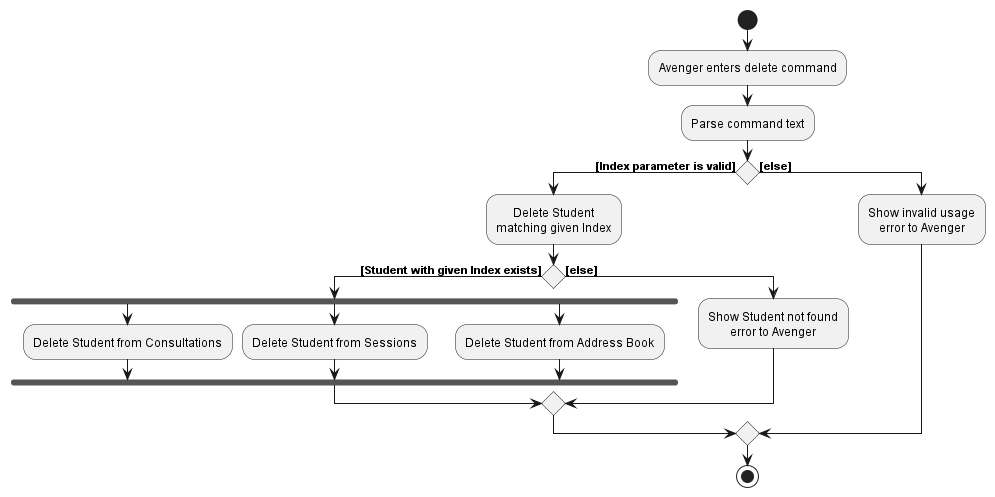 Avenger enters delete command
Parse command text
[Index parameter is valid]
[else]
Delete Student
matching given Index
Show invalid usage
error to Avenger
[Student with given Index exists]
[else]
Delete Student from Consultations
Delete Student from Sessions
Delete Student from Address Book
Show Student not found
error to Avenger